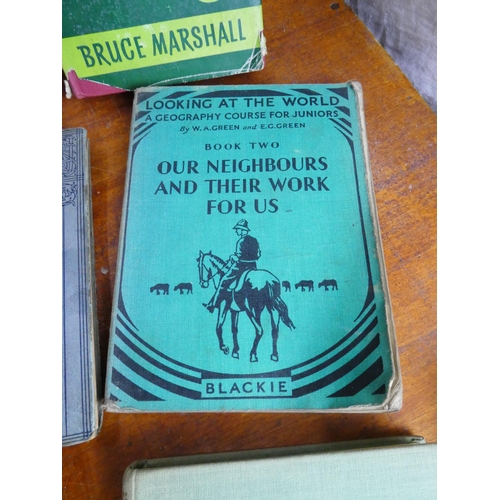 BRUCE MARSHALL
LOOKING AT THE WORLD
A GEOGRAPHY COURSE FOR JUNIORS
By W. A. GREEN and E. G. GREEN
BOOK TWO
OUR NEIGHBOURS
AND THEIR WORK
FOR US
BLACKIE